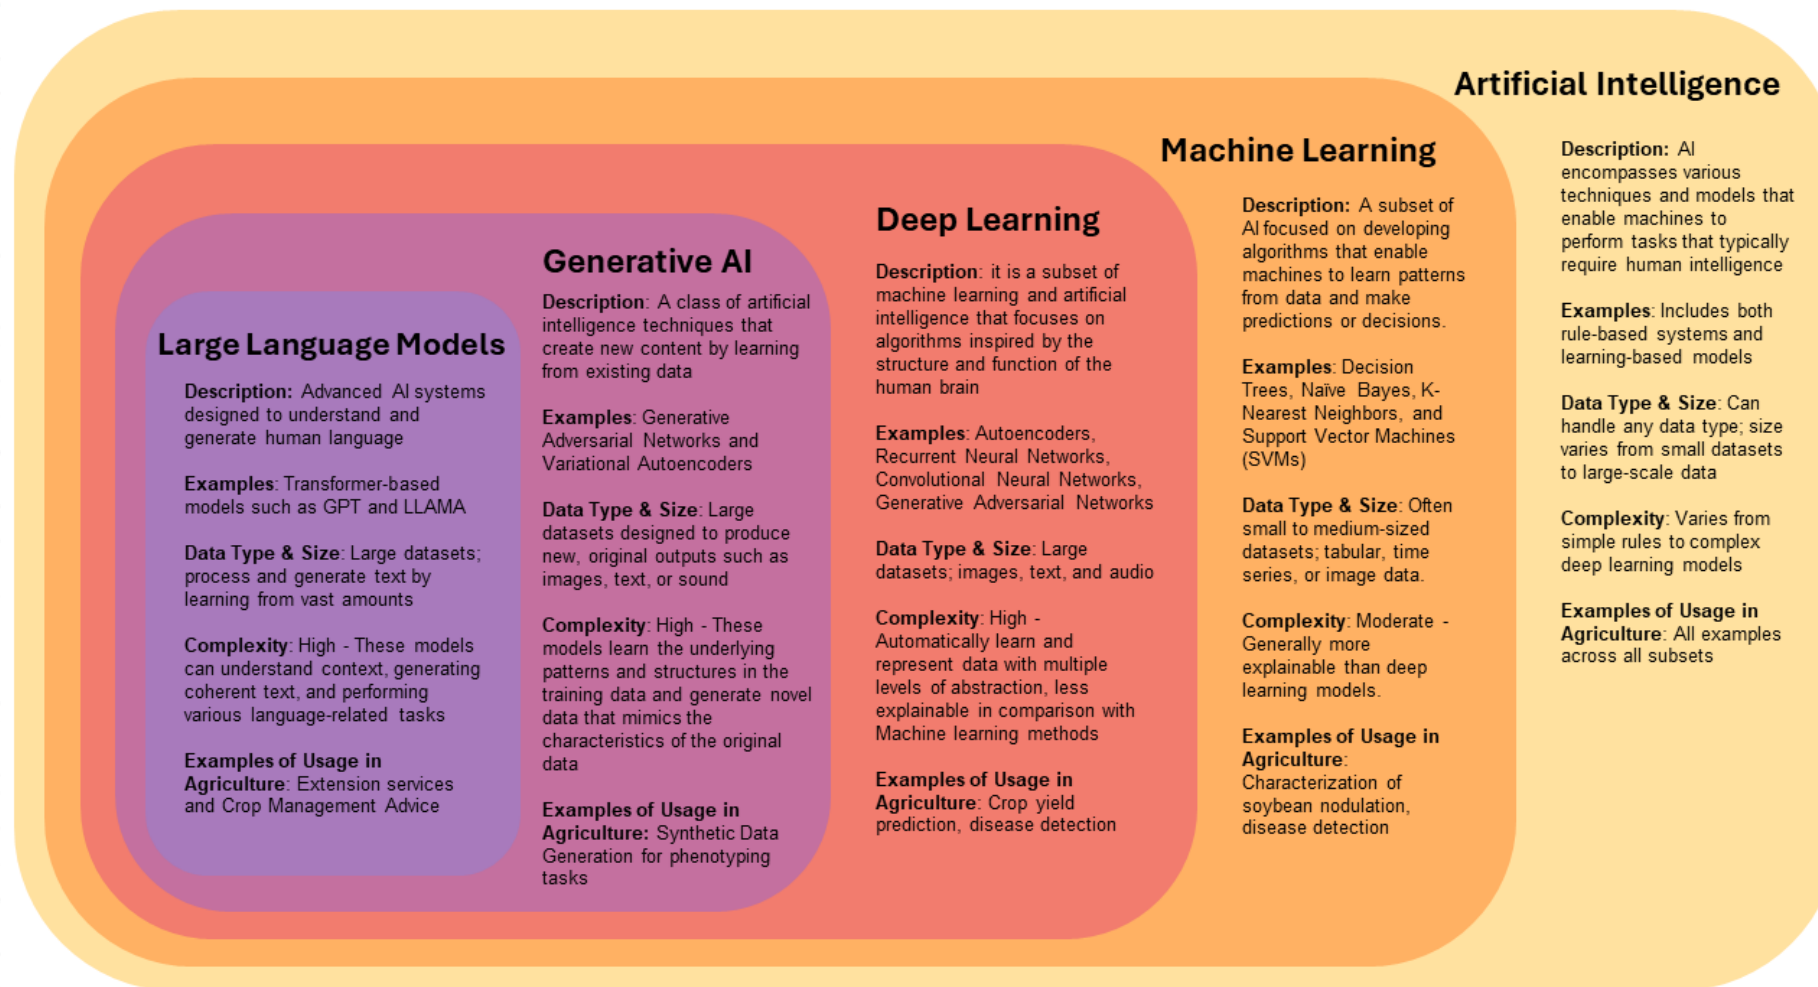 Artificial Intelligence
Description: AI
encompasses various
techniques and models that
enable machines to
perform tasks that typically
require human intelligence
Examples: Includes both
rule-based systems and
learning-based models
Data Type & Size: Can
handle any data type; size
varies from small datasets
to large-scale data
Complexity: Varies from
simple rules to complex
deep learning models
Examples of Usage in
Agriculture: All examples
across all subsets
Machine Learning
Description: A subset of
AI focused on developing
algorithms that enable
machines to learn patterns
from data and make
predictions or decisions.
Examples: Decision
Trees, Naïve Bayes, K-
Nearest Neighbors, and
Support Vector Machines
(SVMs)
Data Type & Size: Often
small to medium-sized
datasets; tabular, time
series, or image data.
Complexity: Moderate -
Generally more
explainable than deep
learning models.
Examples of Usage in
Agriculture:
Characterization of
soybean nodulation,
disease detection
Deep Learning
Description: it is a subset of
machine learning and artificial
intelligence that focuses on
algorithms inspired by the
structure and function of the
human brain
Examples: Autoencoders,
Recurrent Neural Networks,
Convolutional Neural Networks,
Generative Adversarial Networks
Data Type & Size: Large
datasets; images, text, and audio
Complexity: High -
Automatically learn and
represent data with multiple
levels of abstraction, less
explainable in comparison with
Machine learning methods
Examples of Usage in
Agriculture: Crop yield
prediction, disease detection
Generative AI
Description: A class of artificial
intelligence techniques that
create new content by learning
from existing data
Examples: Generative
Adversarial Networks and
Variational Autoencoders
Data Type & Size: Large
datasets designed to produce
new, original outputs such as
images, text, or sound
Complexity: High - These
models learn the underlying
patterns and structures in the
training data and generate novel
data that mimics the
characteristics of the original
data
Examples of Usage in
Agriculture: Synthetic Data
Generation for phenotyping
tasks
Large Language Models
Description: Advanced AI systems
designed to understand and
generate human language
Examples: Transformer-based
models such as GPT and LLAMA
Data Type & Size: Large datasets;
process and generate text by
learning from vast amounts
Complexity: High - These models
can understand context, generating
coherent text, and performing
various language-related tasks
Examples of Usage in
Agriculture: Extension services
and Crop Management Advice